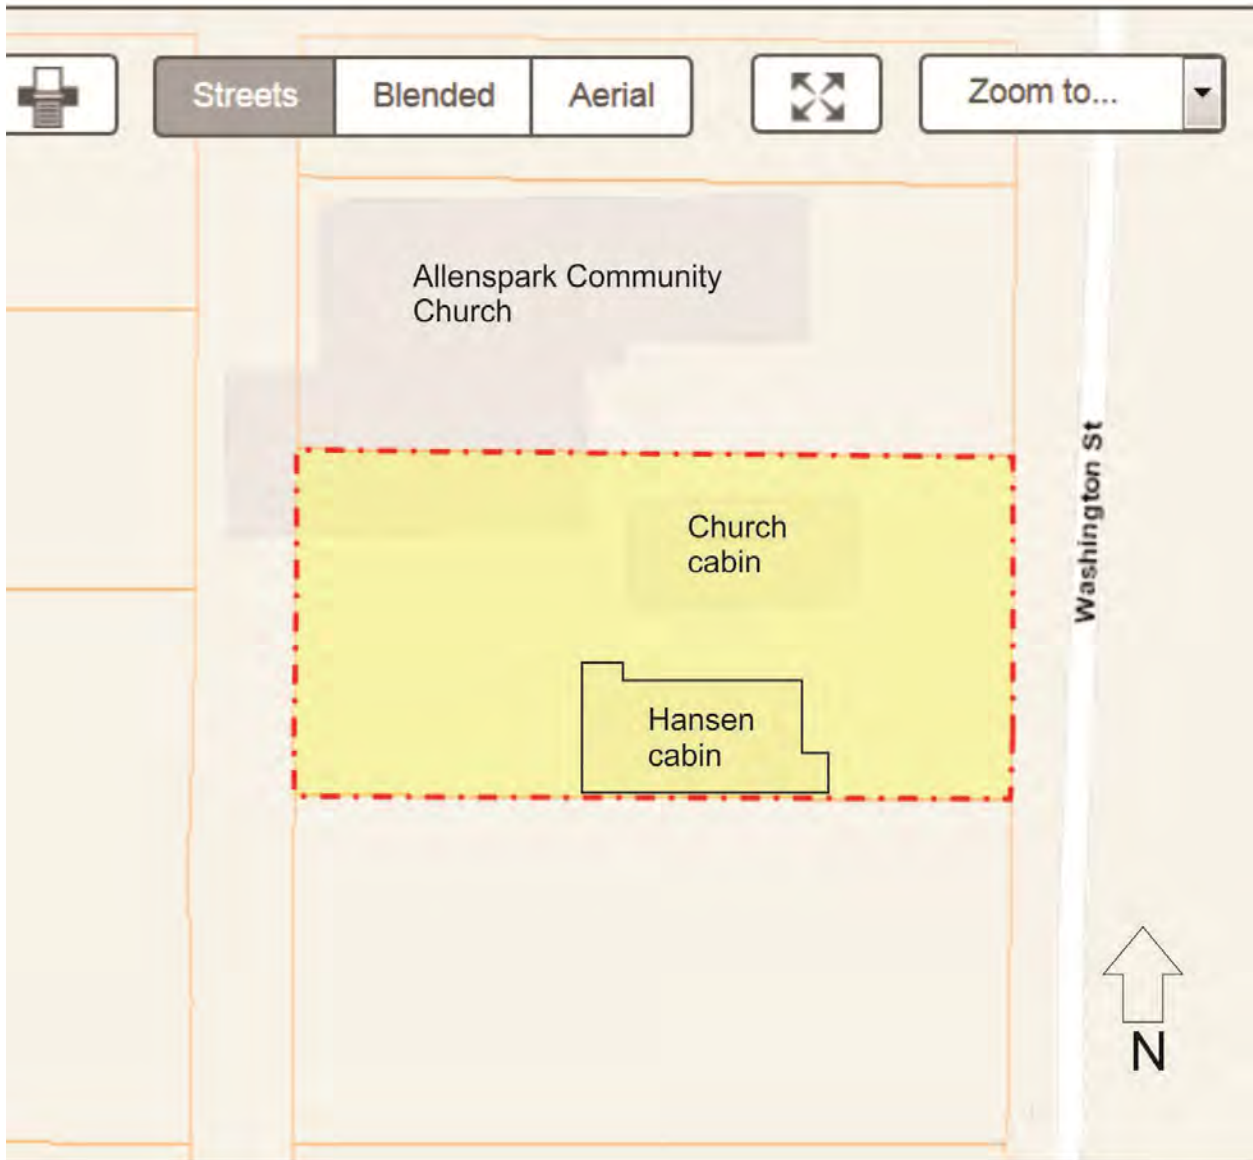 Streets
Blended
Aerial
Zoom to...
Allenspark Community
Church
Church
cabin
Washington St
Hansen
cabin
N